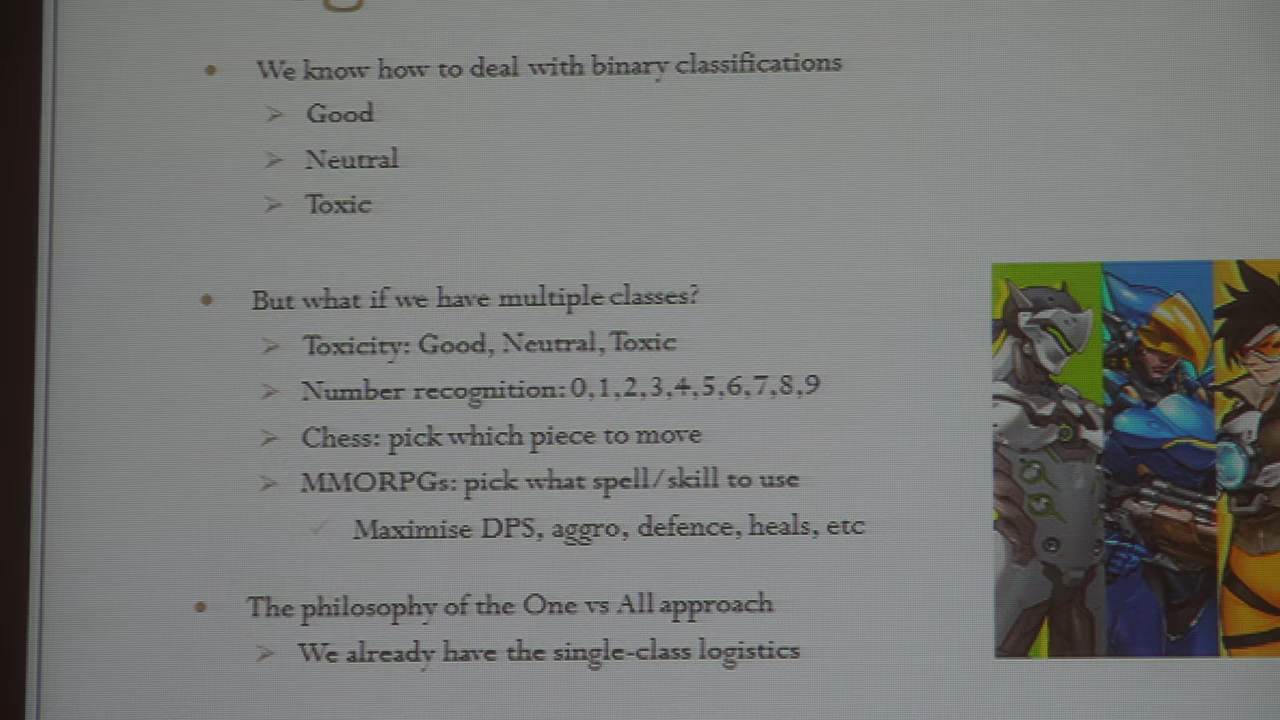 We know how to deal with binary classifications
Good
Neutral
Toxic
But what if we have multiple classes?
Toxicity: Good, Neutral, Toxic
Number recognition: 0,1,2,3,4,5,6,7,8,9
Chess: pick which piece to move
MMORPGs: pick what spell/skill to use
Maximise DPS, aggro, defence, heals, etc
The philosophy of the One vs All approach
We already have the single-class logistics